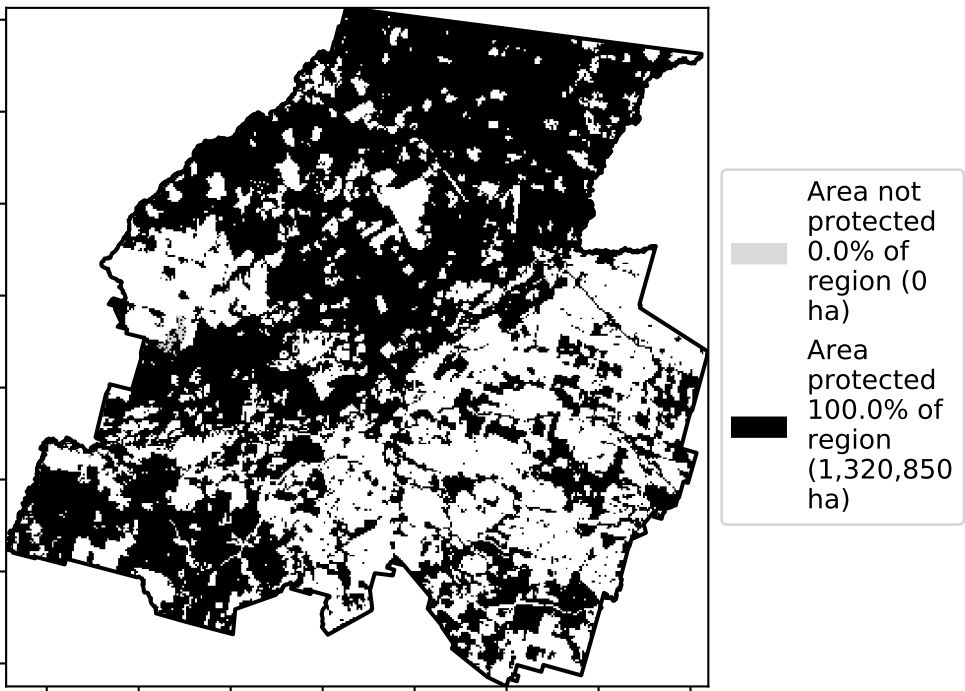 Area not
protected
0.0% of
region (0
ha)
Area
protected
100.0% of
region
(1,320,850
ha)